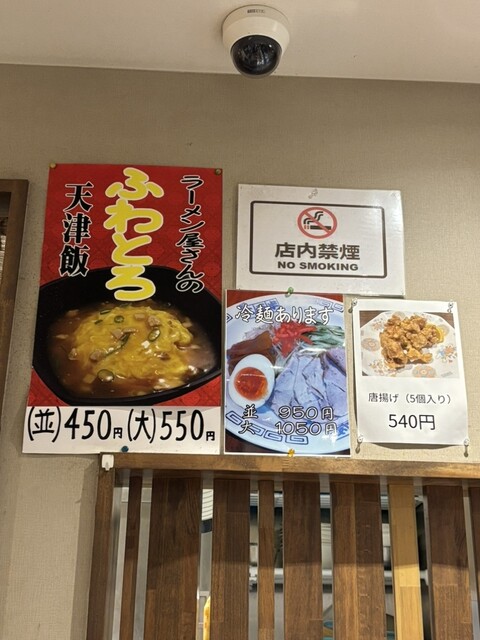 ラーメン屋さんの
ふわとろ
天津飯
(並)450円(大)550円
店内禁煙
NO SMOKING
冷麺あります
並 950円
大 1050円
唐揚げ（5個入り）
540円